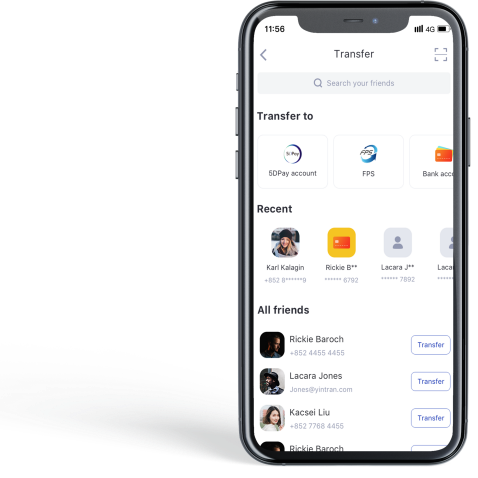 11:56
4G
Transfer
Search your friends
Transfer to
5DPay
FPS
5DPay account
FPS
Bank acc
Recent
Karl Kalagin
Rickie B**
Lacara J**
Laca
+852 8******9
****** 6792
****** 7892
All friends
Rickie Baroch
+852 4455 4455
Transfer
Lacara Jones
Jones@yintran.com
Transfer
Kacsei Liu
+852 7768 4455
Transfer
Rickie Baroch